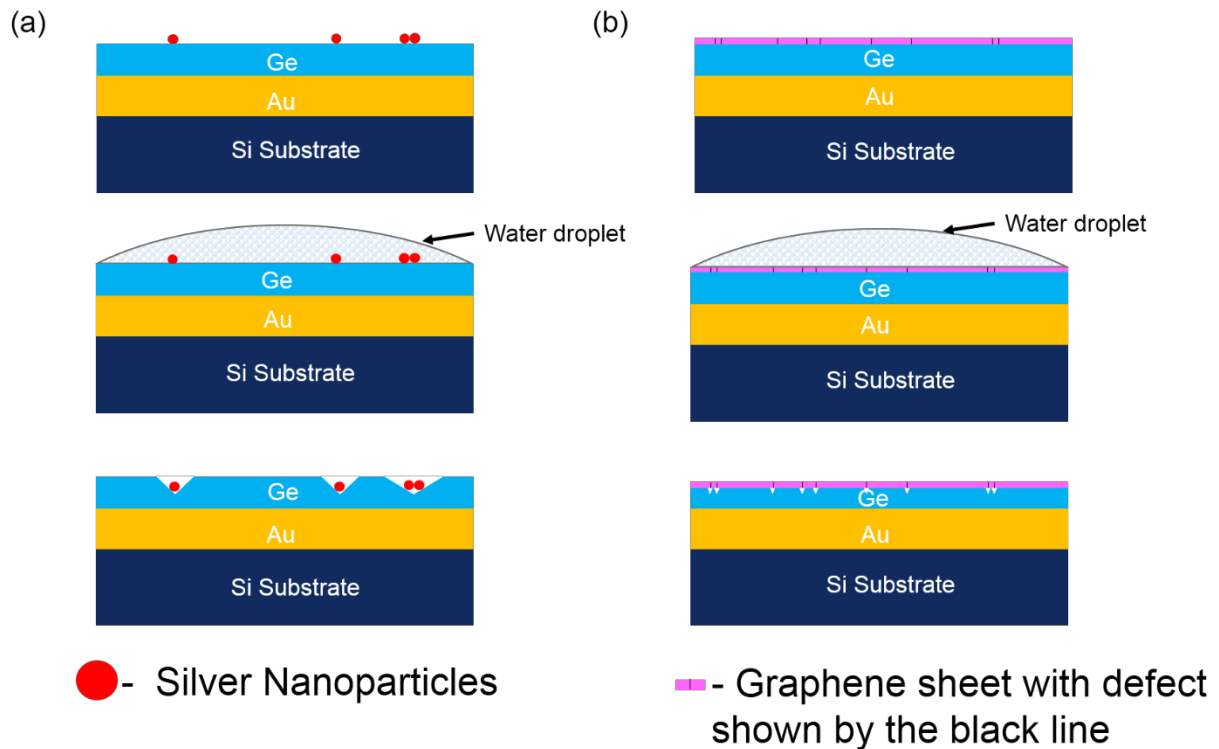 (a)
Ge
Au
Si Substrate
Water droplet
Ge
Au
Si Substrate
Ge
Au
Si Substrate
- Silver Nanoparticles
(b)
Ge
Au
Si Substrate
Water droplet
Ge
Au
Si Substrate
Ge
Au
Si Substrate
- Graphene sheet with defect
shown by the black line